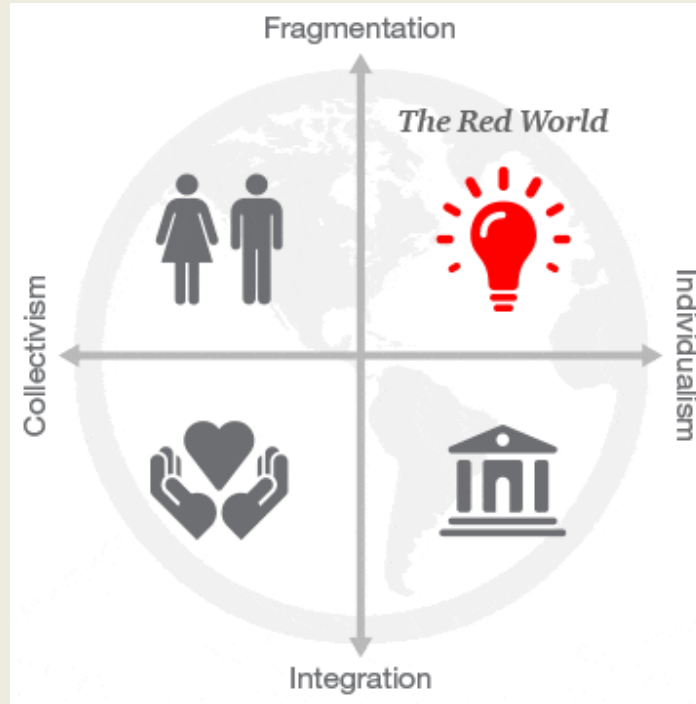 Fragmentation
The Red World
Collectivism
Individualism
Integration